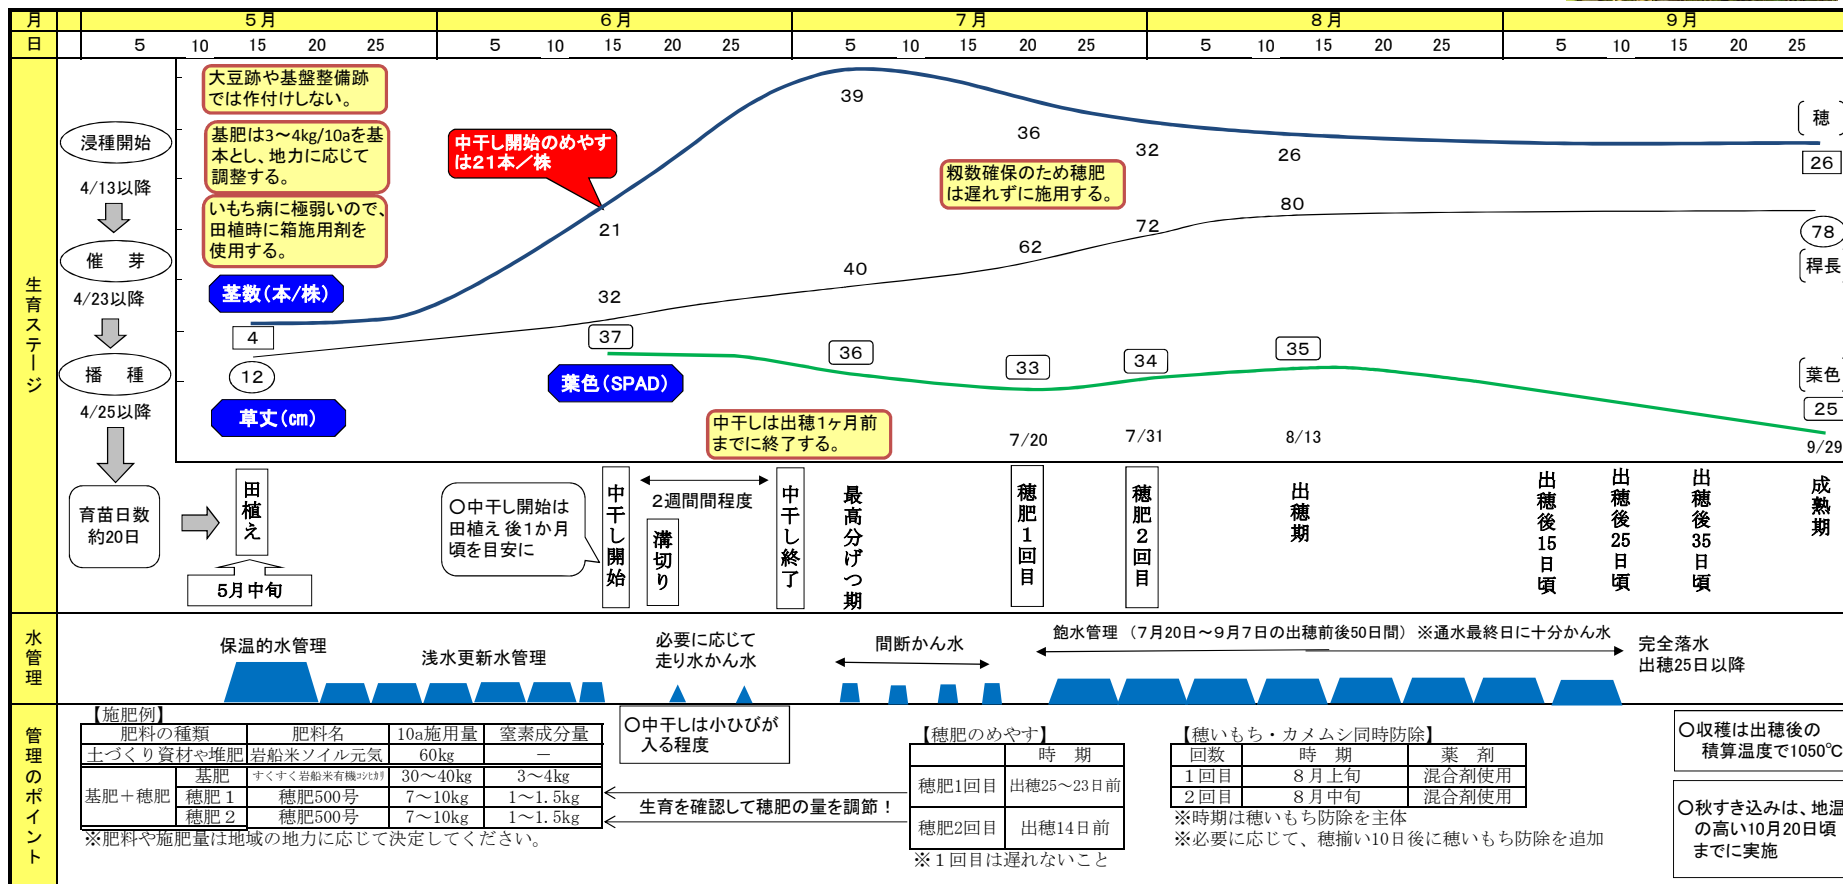 月 5月 6月 7月 8月 9月
日 5 10 15 20 25 5 10 15 20 25 5 10 15 20 25 5 10 15 20 25 5 10 15 20 25
生育ステージ
浸種開始
4/13以降
催 芽
4/23以降
播 種
4/25以降
育苗日数
約20日
大豆跡や基盤整備跡
では作付けしない。
基肥は3～4kg/10aを基
本とし、地力に応じて
調整する。
いもち病に極弱いので、
田植時に箱施用剤を
使用する。
中干し開始のめやす
は21本/株
籾数確保のため穂肥
は遅れずに施用する。
中干しは出穂1ヶ月前
までに終了する。
茎数(本/株)
4 21 39 36 32 26 穂 26
草丈(㎝)
12 32 40 62 72 80 78 稈長
葉色(SPAD)
37 36 33 34 35 葉色 25
7/20 7/31 8/13 9/29
田植え
5月中旬
○中干し開始は
田植え後1か月
頃を目安に
中干し開始
2週間間程度
溝切り
中干し終了
最高分げつ期
穂肥1回目
穂肥2回目
出穂期
出穂後15日頃
出穂後25日頃
出穂後35日頃
成熟期
水管理
保温的水管理
浅水更新水管理
必要に応じて
走り水かん水
間断かん水
飽水管理 (7月20日～9月7日の出穂前後50日間) ※通水最終日に十分かん水
完全落水
出穂25日以降
管理のポイント
【施肥例】
肥料の種類 肥料名 10a施用量 窒素成分量
土づくり資材や堆肥 岩船米ソイル元気 60kg －
基肥＋穂肥
基肥 すくすく岩船米有機コシヒカリ 30～40kg 3～4kg
穂肥1 穂肥500号 7～10kg 1～1.5kg
穂肥2 穂肥500号 7～10kg 1～1.5kg
※肥料や施肥量は地域の地力に応じて決定してください。
○中干しは小ひびが
入る程度
生育を確認して穂肥の量を調節！
【穂肥のめやす】
時 期
穂肥1回目 出穂25～23日前
穂肥2回目 出穂14日前
※1回目は遅れないこと
【穂いもち・カメムシ同時防除】
回数 時 期 薬 剤
1回目 8月上旬 混合剤使用
2回目 8月中旬 混合剤使用
※時期は穂いもち防除を主体
※必要に応じて、穂揃い10日後に穂いもち防除を追加
○収穫は出穂後の
積算温度で1050℃
○秋すき込みは、地温
の高い10月20日頃
までに実施